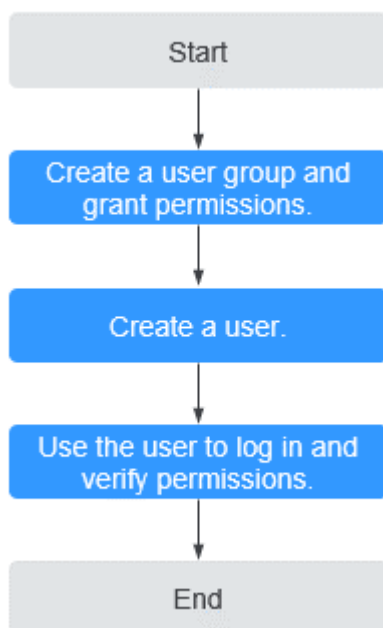 Start
Create a user group and
grant permissions.
Create a user.
Use the user to log in and
verify permissions.
End